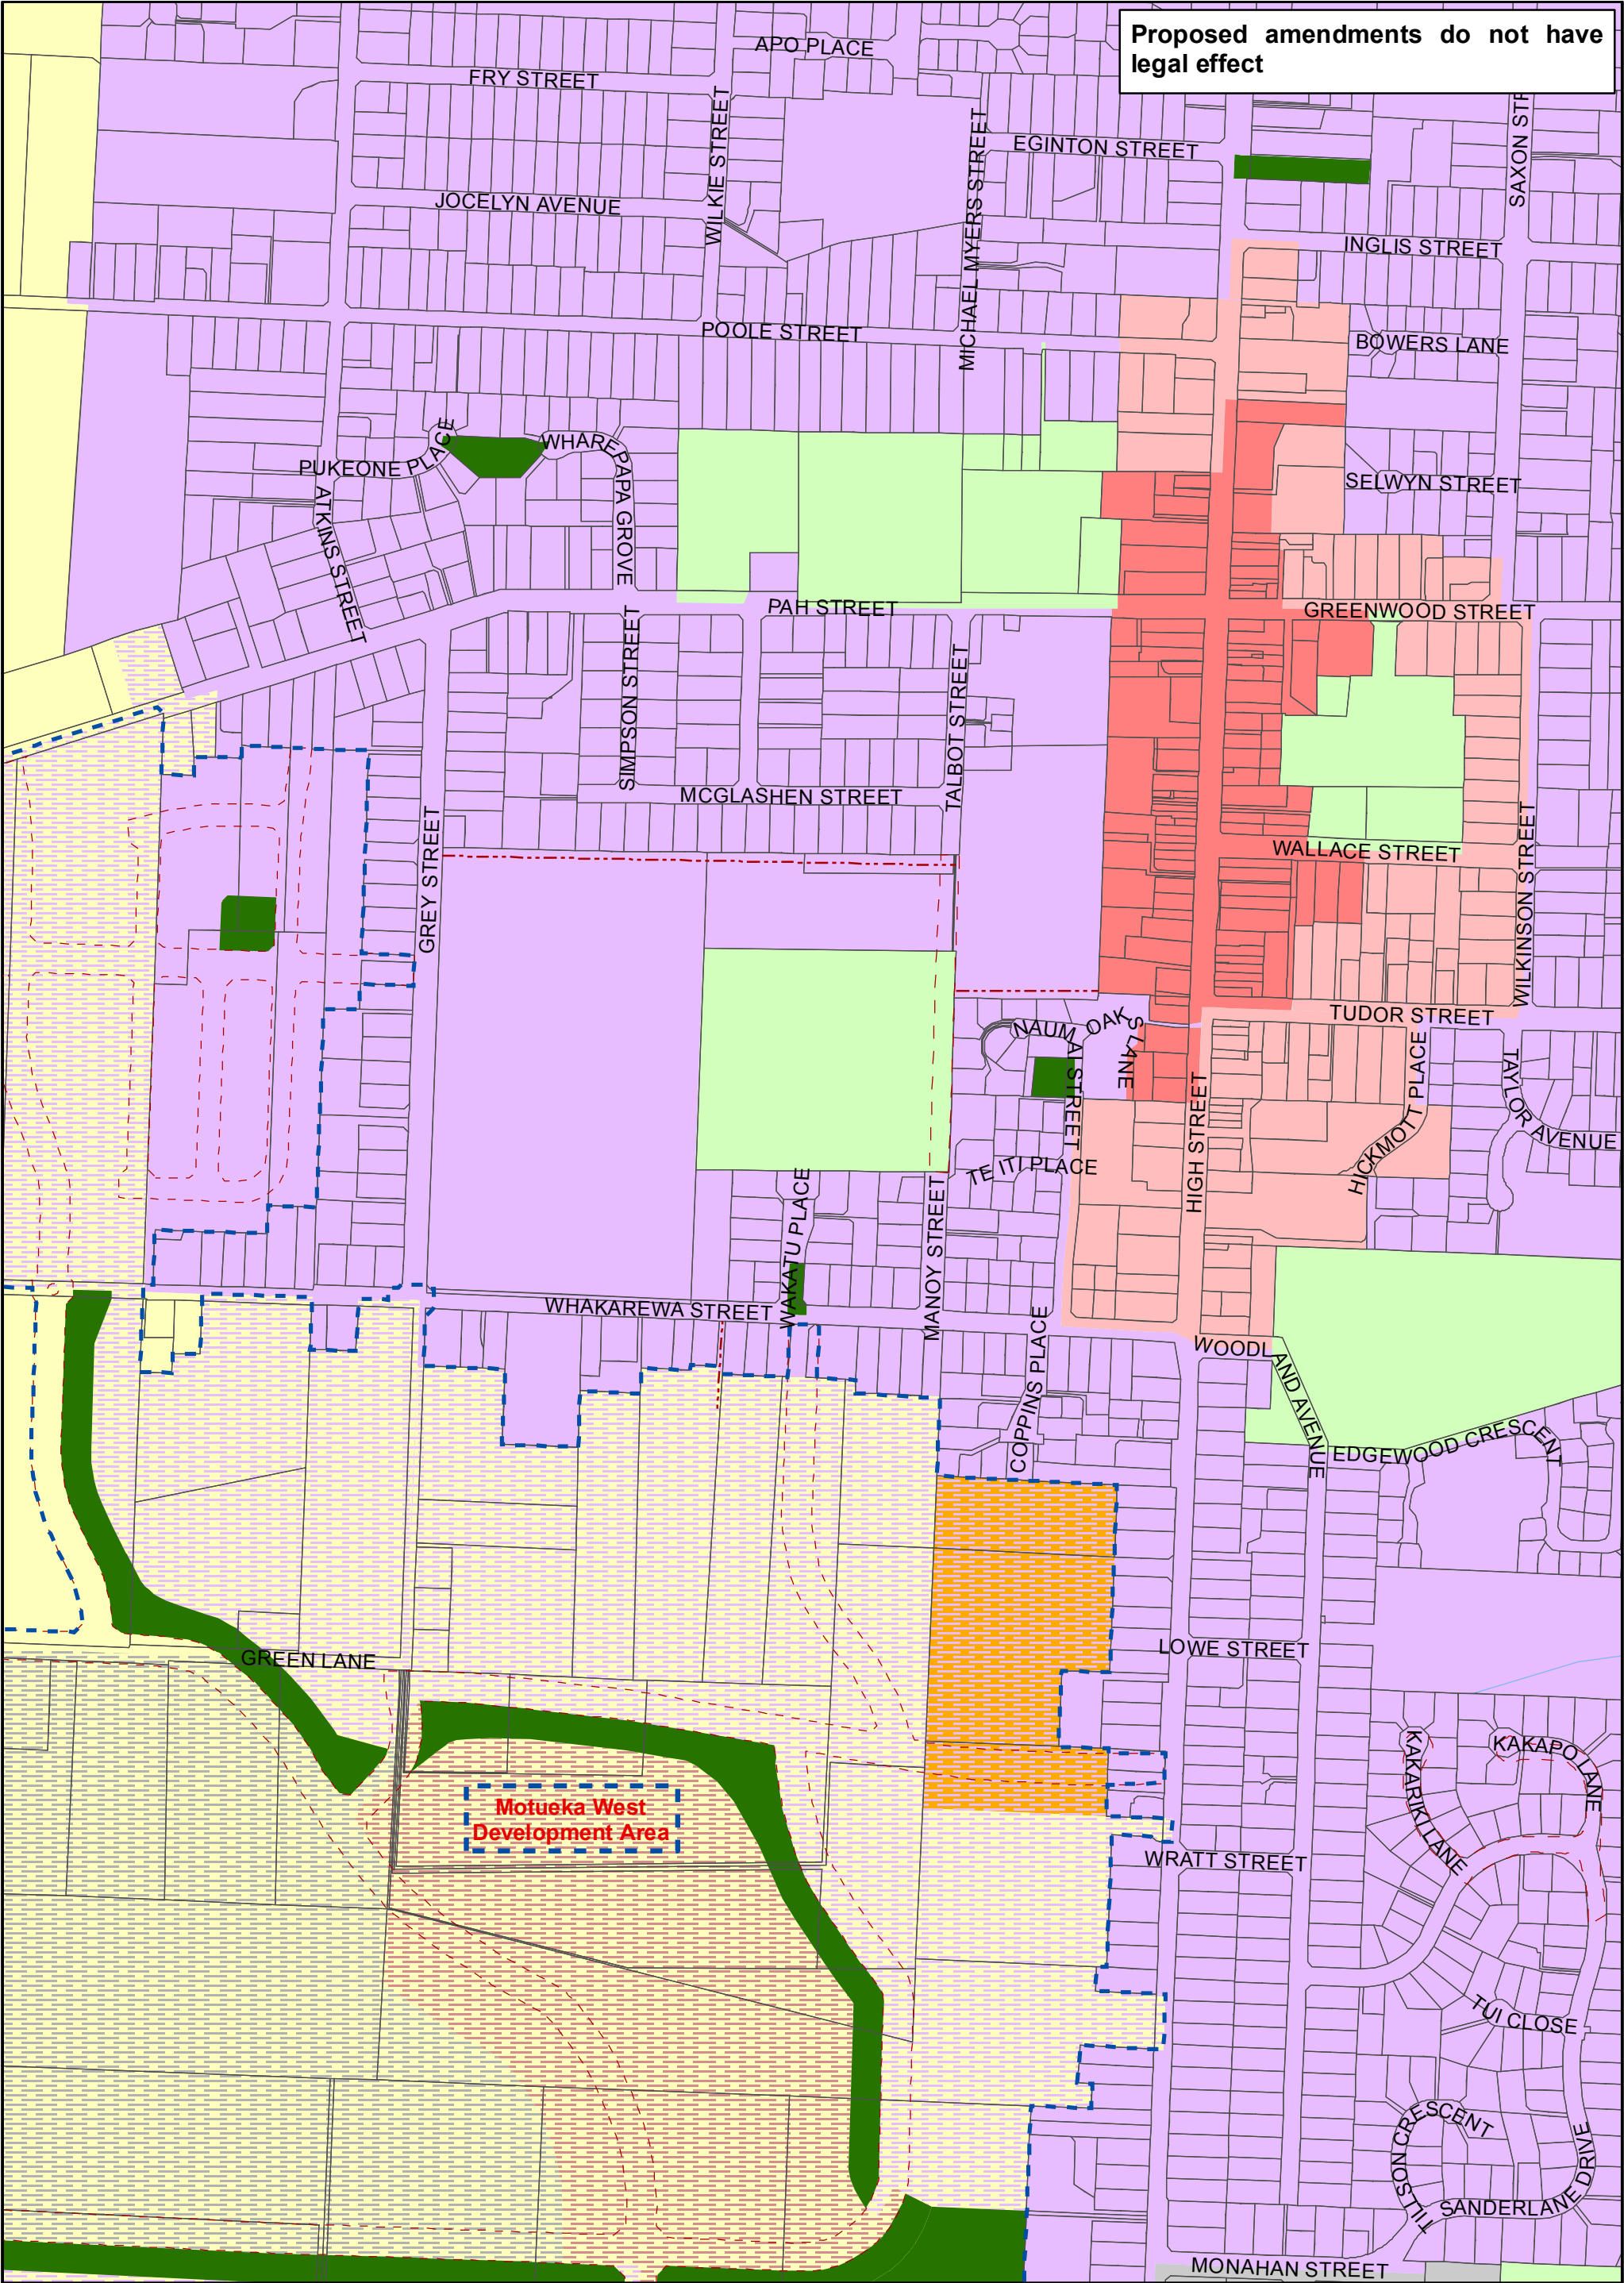 Proposed amendments do not have
legal effect
APO PLACE
FRY STREET
WILKIE STREET
MICHAEL MYERS STREET
EGINTON STREET
SAXON STR
JOCELYN AVENUE
INGLIS STREET
POOLE STREET
BOWERS LANE
PUKEONE PLACE
WHAREPAPA GROVE
SELWYN STREET
ATKINS STREET
PAH STREET
GREENWOOD STREET
SIMPSON STREET
TALBOT STREET
MCGLASHEN STREET
GREY STREET
WALLACE STREET
WILKINSON STREET
TUDOR STREET
NAUMAI STREET
OAKS LANE
HIGH STREET
HICKMOTT PLACE
TAYLOR AVENUE
TE ITI PLACE
WAKATU PLACE
MANOY STREET
WHAKAREWA STREET
COPPINS PLACE
WOODLAND AVENUE
EDGEWOOD CRESCENT
LOWE STREET
GREEN LANE
KAKARIKI LANE
KAKAPO LANE
Motueka West
Development Area
WRATT STREET
TUI CLOSE
TILSON CRESCENT
SANDERLANE DRIVE
MONAHAN STREET